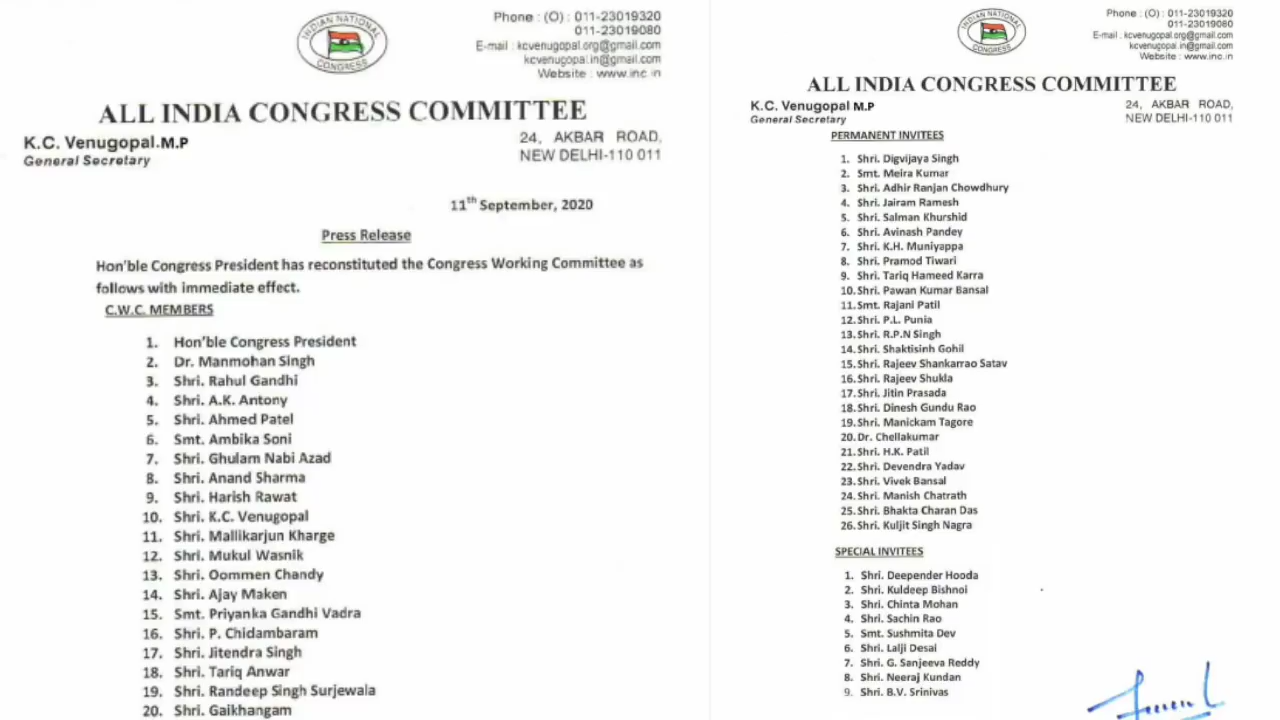 INDIAN NATIONAL
CONGRESS
Phone : (O) : 011-23019320
011-23019080
E-mail : kcvenugopal.org@gmail.com
kcvenugopal.in@gmail.com
Website : www.inc.in
ALL INDIA CONGRESS COMMITTEE
K.C. Venugopal.M.P
General Secretary
24, AKBAR ROAD,
NEW DELHI-110 011
11th September, 2020
Press Release
Hon'ble Congress President has reconstituted the Congress Working Committee as
follows with immediate effect.
C.W.C. MEMBERS
1. Hon'ble Congress President
2. Dr. Manmohan Singh
3. Shri. Rahul Gandhi
4. Shri. A.K. Antony
5. Shri. Ahmed Patel
6. Smt. Ambika Soni
7. Shri. Ghulam Nabi Azad
8. Shri. Anand Sharma
9. Shri. Harish Rawat
10. Shri. K.C. Venugopal
11. Shri. Mallikarjun Kharge
12. Shri. Mukul Wasnik
13. Shri. Oommen Chandy
14. Shri. Ajay Maken
15. Smt. Priyanka Gandhi Vadra
16. Shri. P. Chidambaram
17. Shri. Jitendra Singh
18. Shri. Tariq Anwar
19. Shri. Randeep Singh Surjewala
20. Shri. Gaikhangam
INDIAN NATIONAL
CONGRESS
Phone : (O) : 011-23019320
011-23019080
E-mail : kcvenugopal.org@gmail.com
kcvenugopal.in@gmail.com
Website : www.inc.in
ALL INDIA CONGRESS COMMITTEE
K.C. Venugopal M.P
General Secretary
24, AKBAR ROAD,
NEW DELHI-110 011
PERMANENT INVITEES
1. Shri. Digvijaya Singh
2. Smt. Meira Kumar
3. Shri. Adhir Ranjan Chowdhury
4. Shri. Jairam Ramesh
5. Shri. Salman Khurshid
6. Shri. Avinash Pandey
7. Shri. K.H. Muniyappa
8. Shri. Pramod Tiwari
9. Shri. Tariq Hameed Karra
10. Shri. Pawan Kumar Bansal
11. Smt. Rajani Patil
12. Shri. P.L. Punia
13. Shri. R.P.N Singh
14. Shri. Shaktisinh Gohil
15. Shri. Rajeev Shankarrao Satav
16. Shri. Rajeev Shukla
17. Shri. Jitin Prasada
18. Shri. Dinesh Gundu Rao
19. Shri. Manickam Tagore
20. Dr. Chellakumar
21. Shri. H.K. Patil
22. Shri. Devendra Yadav
23. Shri. Vivek Bansal
24. Shri. Manish Chatrath
25. Shri. Bhakta Charan Das
26. Shri. Kuljit Singh Nagra
SPECIAL INVITEES
1. Shri. Deepender Hooda
2. Shri. Kuldeep Bishnoi
3. Shri. Chinta Mohan
4. Shri. Sachin Rao
5. Smt. Sushmita Dev
6. Shri. Lalji Desai
7. Shri. G. Sanjeeva Reddy
8. Shri. Neeraj Kundan
9. Shri. B.V. Srinivas